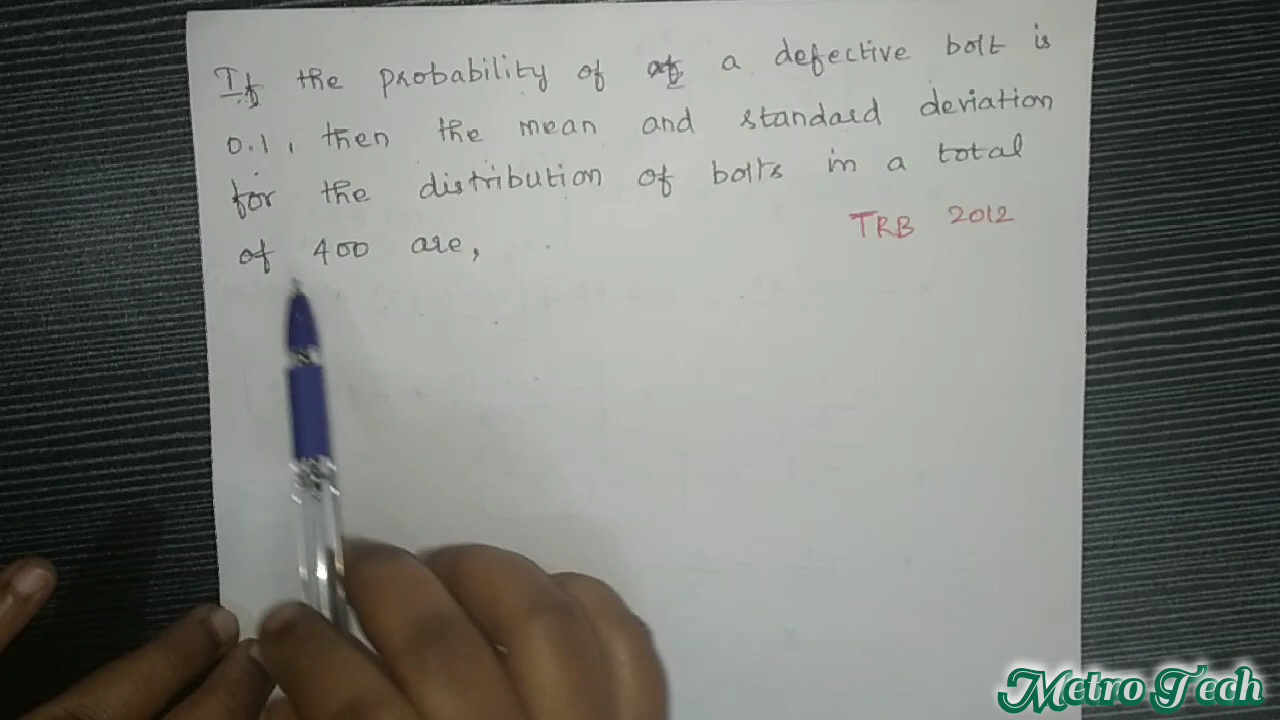 If the probability of a defective bolt is
0.1, then the mean and standard deviation
for the distribution of bolts in a total
of 400 are,
TRB 2012
Metro Tech